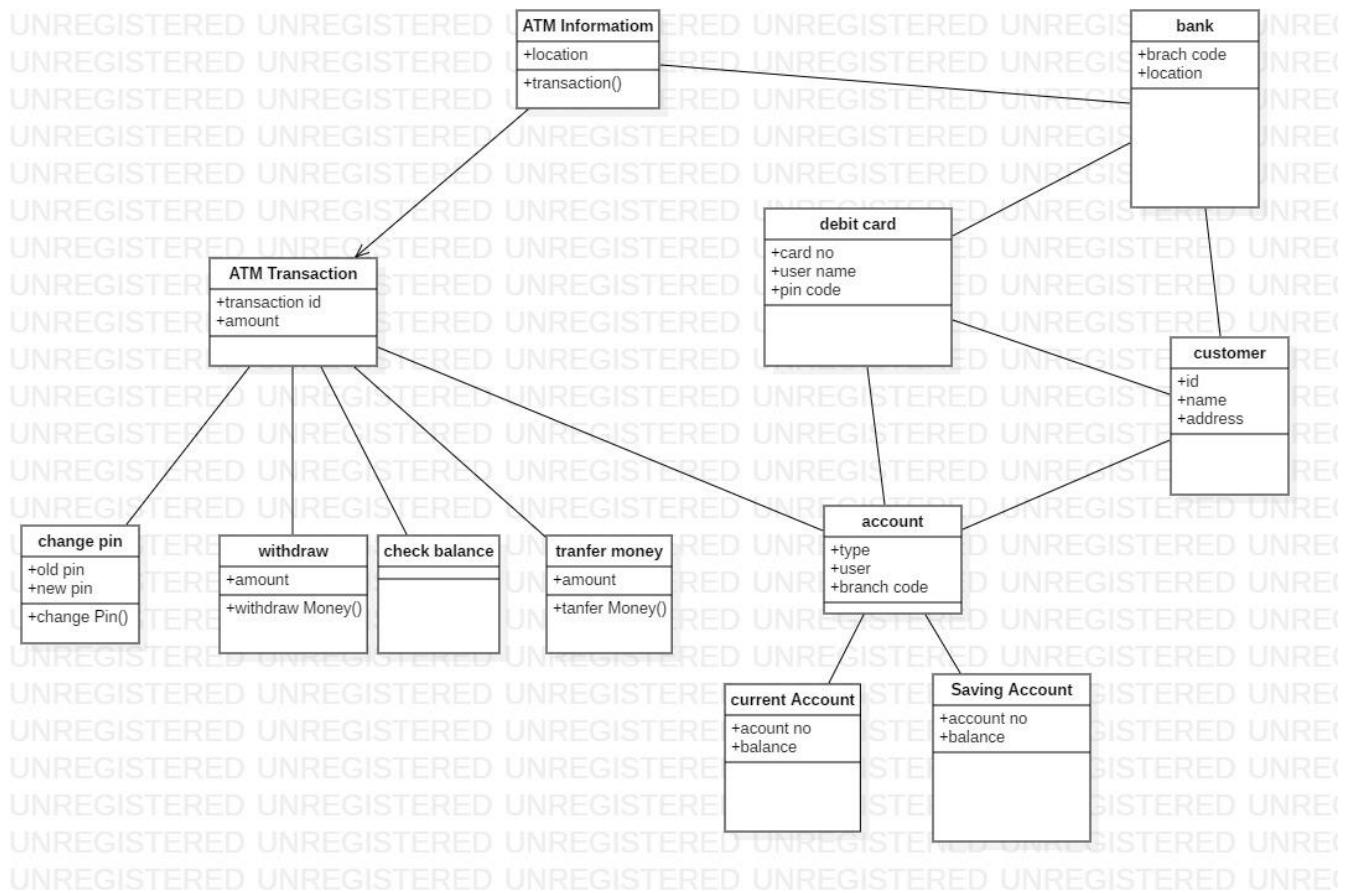 ATM Informatiom
+location
+transaction()
bank
+brach code
+location
debit card
+card no
+user name
+pin code
ATM Transaction
+transaction id
+amount
customer
+id
+name
+address
change pin
+old pin
+new pin
+change Pin()
withdraw
+amount
+withdraw Money()
check balance
tranfer money
+amount
+tanfer Money()
account
+type
+user
+branch code
current Account
+acount no
+balance
Saving Account
+account no
+balance
UNREGISTERED